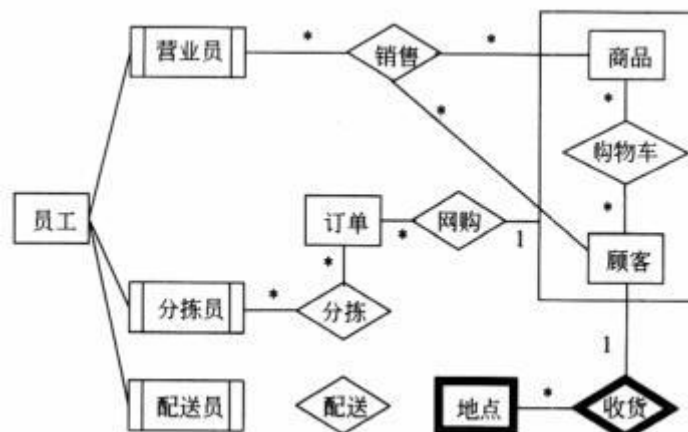 营业员 * 销售 * 商品
*
*
购物车
员工 订单 * 网购 1 *
* 顾客
分拣员 * 分拣
1
配送员 配送 地点 * 收货